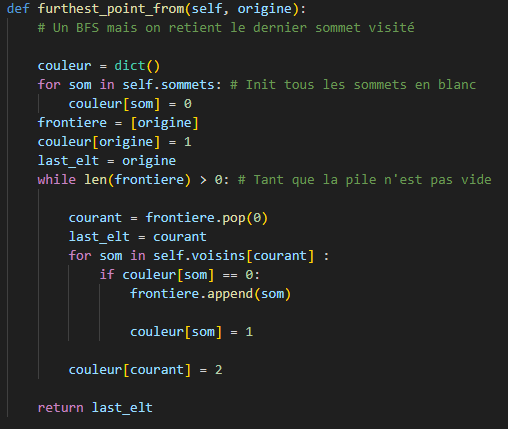 def furthest_point_from(self, origine):
    # Un BFS mais on retient le dernier sommet visité

    couleur = dict()
    for som in self.sommets: # Init tous les sommets en blanc
        couleur[som] = 0
    frontiere = [origine]
    couleur[origine] = 1
    last_elt = origine
    while len(frontiere) > 0: # Tant que la pile n'est pas vide

        courant = frontiere.pop(0)
        last_elt = courant
        for som in self.voisins[courant] :
            if couleur[som] == 0:
                frontiere.append(som)

                couleur[som] = 1

        couleur[courant] = 2

    return last_elt